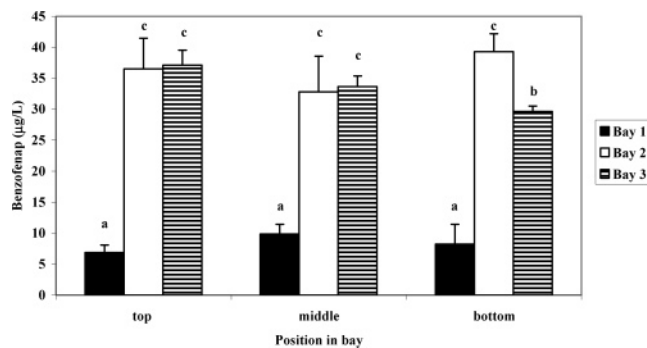 Benzofenap (µg/L)
45
40
35
30
25
20
15
10
5
0
c
c
a
c
c
a
c
b
a
top
middle
bottom
Position in bay
Bay 1
Bay 2
Bay 3